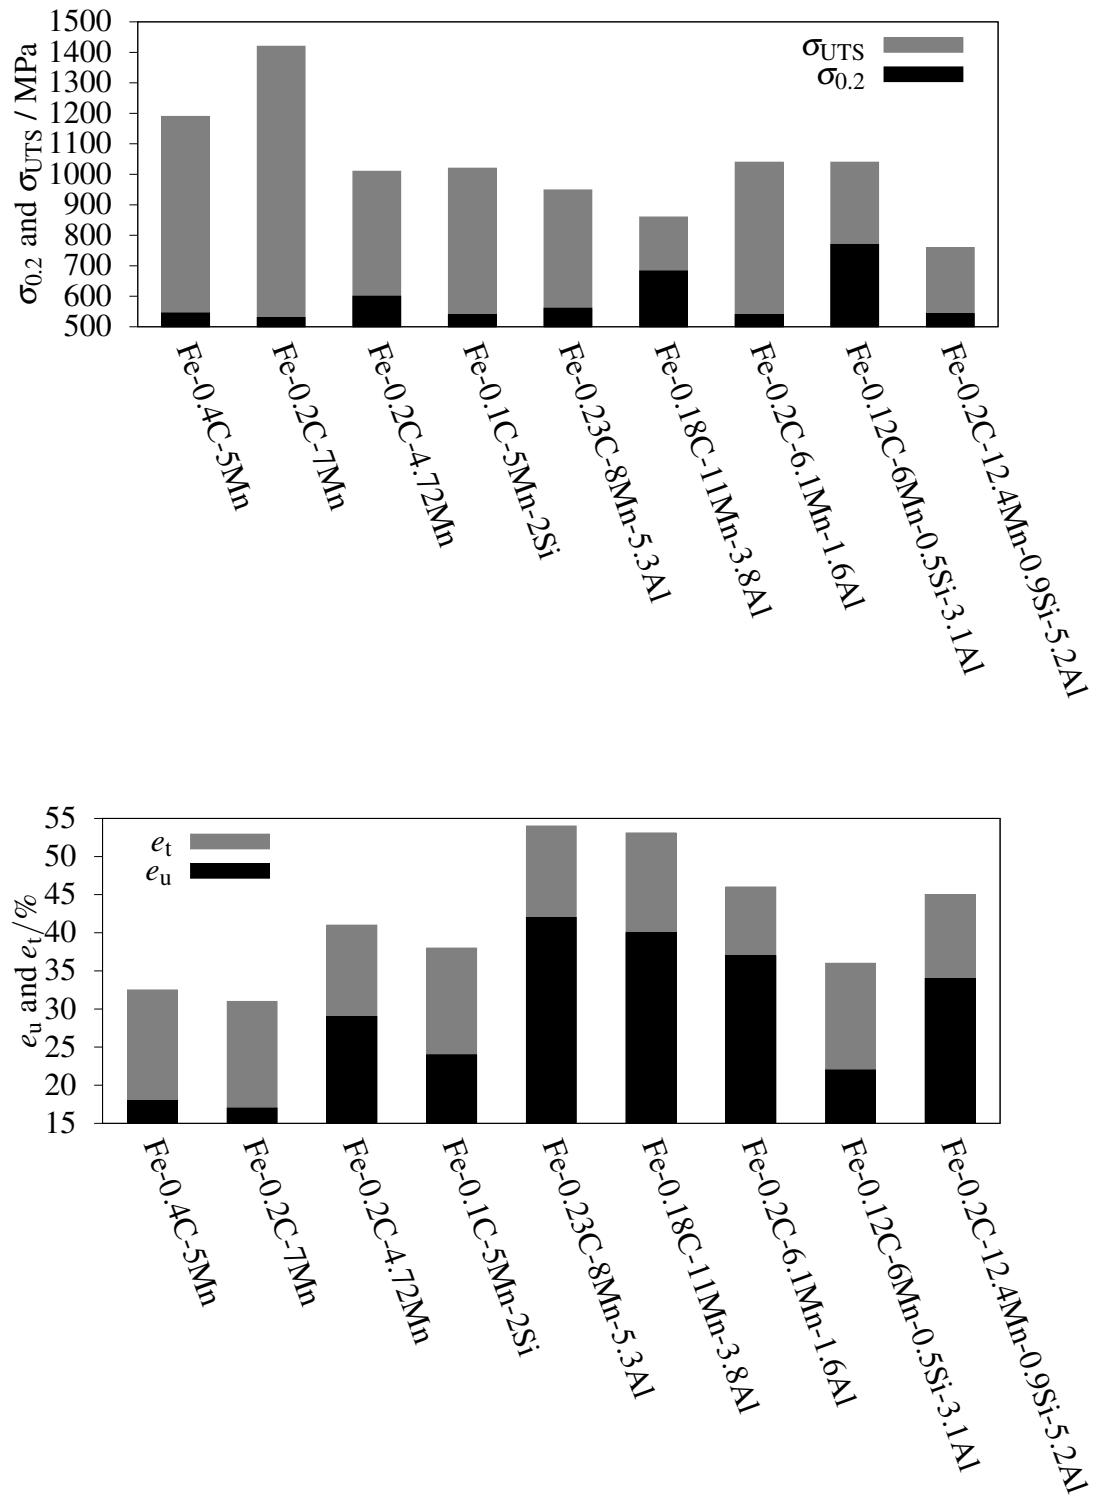 1500
1400
1300
1200
1100
1000
900
800
700
600
500
σ0.2 and σUTS / MPa
σUTS
σ0.2
Fe-0.4C-5Mn
Fe-0.2C-7Mn
Fe-0.2C-4.72Mn
Fe-0.1C-5Mn-2Si
Fe-0.23C-8Mn-5.3Al
Fe-0.18C-11Mn-3.8Al
Fe-0.2C-6.1Mn-1.6Al
Fe-0.12C-6Mn-0.5Si-3.1Al
Fe-0.2C-12.4Mn-0.9Si-5.2Al
55
50
45
40
35
30
25
20
15
eu and et/%
et
eu
Fe-0.4C-5Mn
Fe-0.2C-7Mn
Fe-0.2C-4.72Mn
Fe-0.1C-5Mn-2Si
Fe-0.23C-8Mn-5.3Al
Fe-0.18C-11Mn-3.8Al
Fe-0.2C-6.1Mn-1.6Al
Fe-0.12C-6Mn-0.5Si-3.1Al
Fe-0.2C-12.4Mn-0.9Si-5.2Al